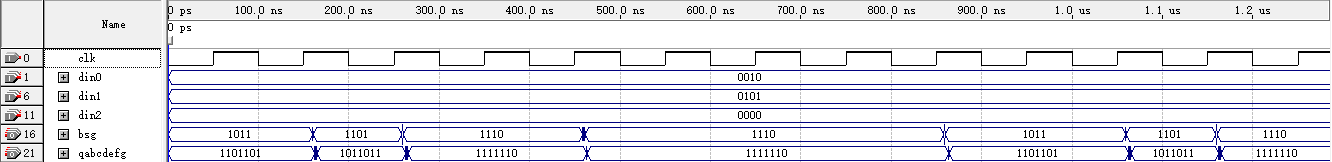 Name
0 ps 100.0 ns 200.0 ns 300.0 ns 400.0 ns 500.0 ns 600.0 ns 700.0 ns 800.0 ns 900.0 ns 1.0 us 1.1 us 1.2 us
0 ps
0 clk
1 din0 0010
6 din1 0101
11 din2 0000
16 bsg 1011 1101 1110 1110 1011 1101 1110
21 qabcdefg 1101101 1011011 1111110 1111110 1101101 1011011 1111110